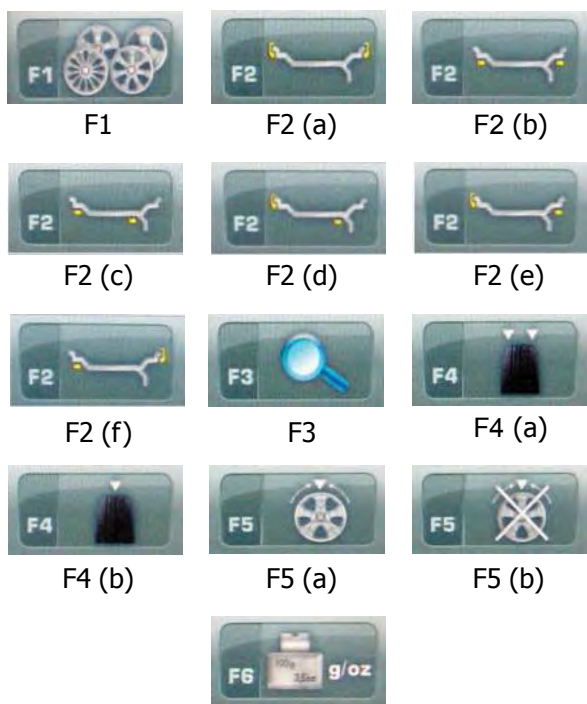 F1 F2 F2
F1 F2 (a) F2 (b)
F2 F2 F2
F2 (c) F2 (d) F2 (e)
F2 F3 F4
F2 (f) F3 F4 (a)
F4 F5 F5
F4 (b) F5 (a) F5 (b)
F6 100g g/oz